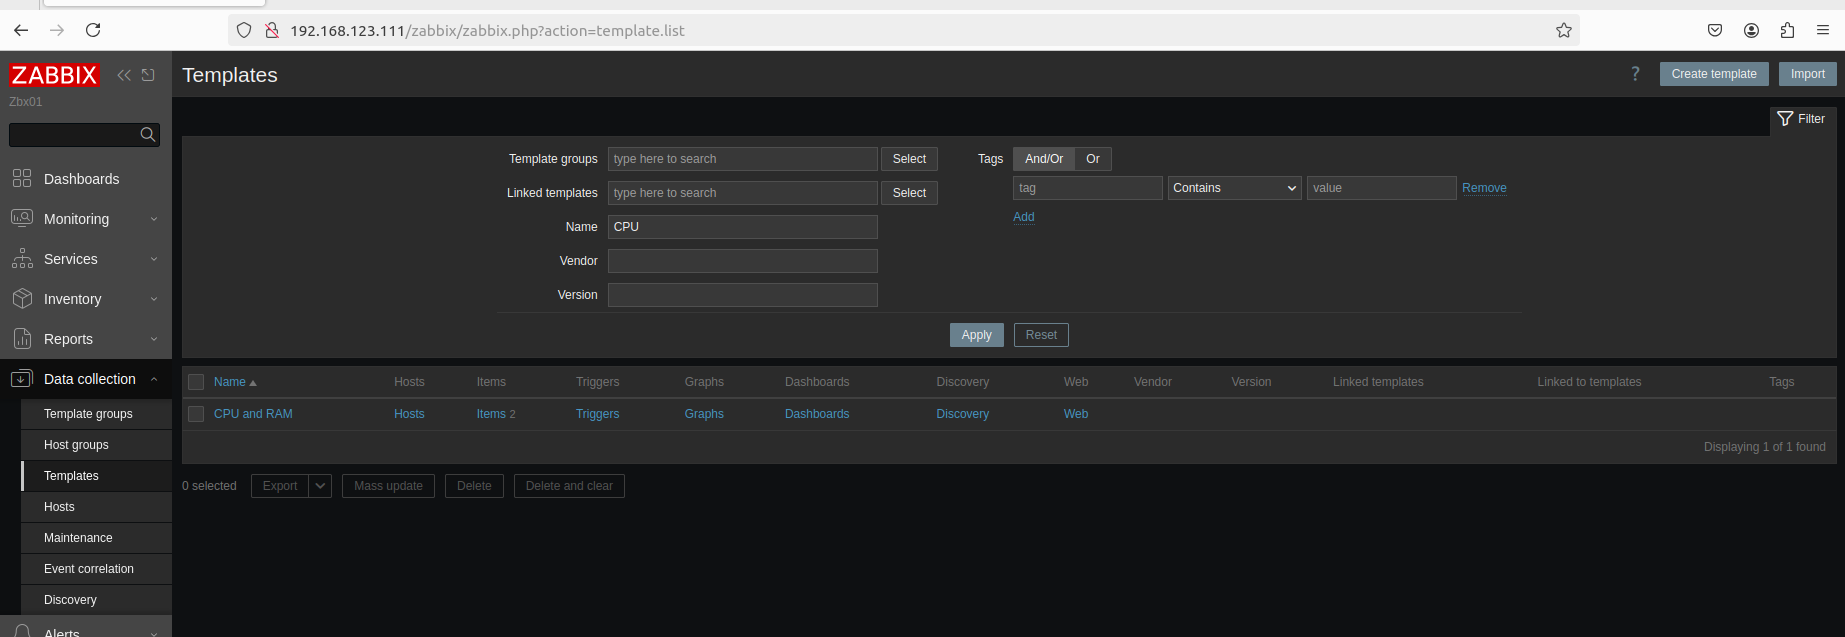 192.168.123.111/zabbix/zabbix.php?action=template.list
ZABBIX
Zbx01
Dashboards
Monitoring
Services
Inventory
Reports
Data collection
Template groups
Host groups
Templates
Hosts
Maintenance
Event correlation
Discovery
Alerts
Templates
? Create template Import
Filter
Template groups type here to search Select Tags And/Or Or
Linked templates type here to search Select tag Contains value Remove
Add
Name CPU
Vendor
Version
Apply Reset
Name Hosts Items Triggers Graphs Dashboards Discovery Web Vendor Version Linked templates Linked to templates Tags
CPU and RAM Hosts Items 2 Triggers Graphs Dashboards Discovery Web
Displaying 1 of 1 found
0 selected Export Mass update Delete Delete and clear